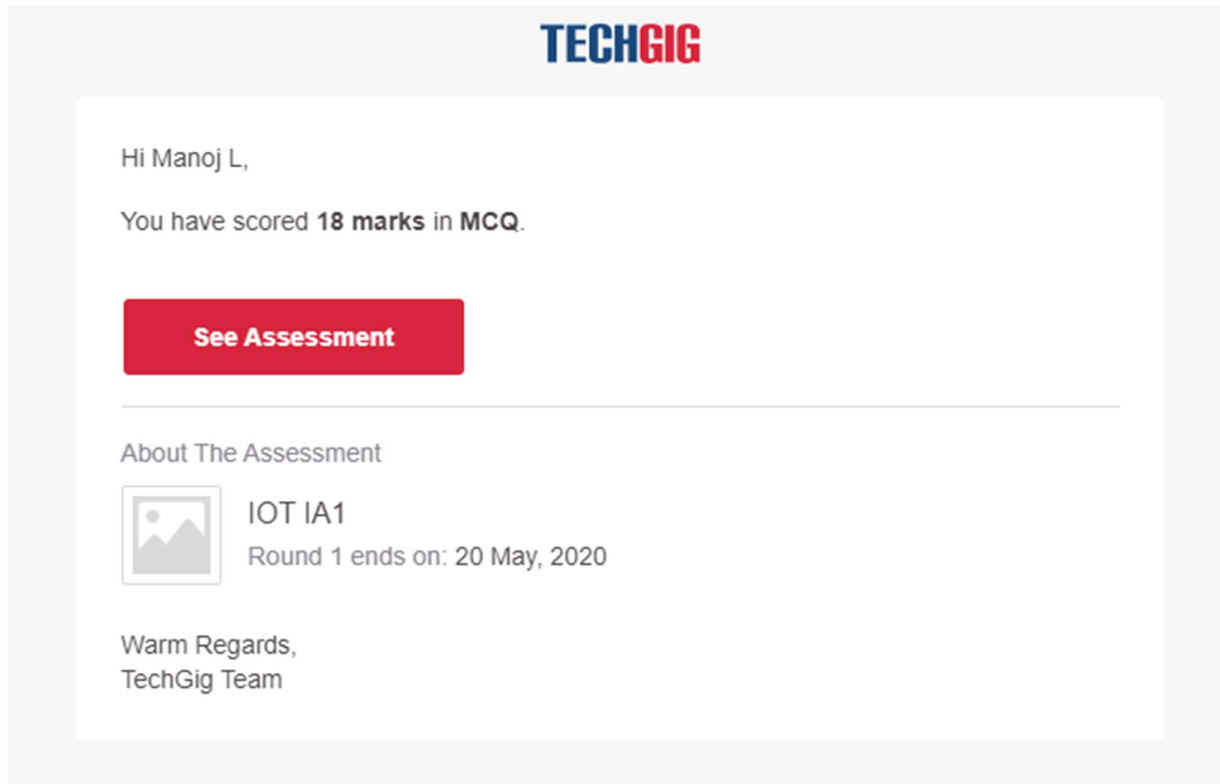 TECHGIG
Hi Manoj L,
You have scored 18 marks in MCQ.
See Assessment
About The Assessment
IOT IA1
Round 1 ends on: 20 May, 2020
Warm Regards,
TechGig Team